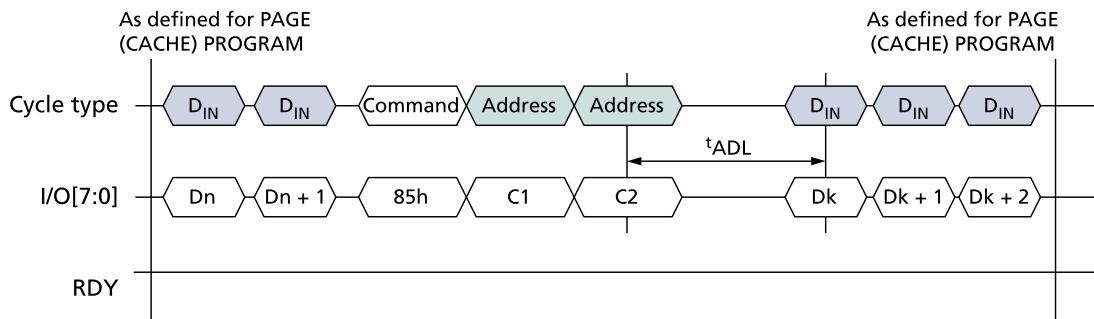 As defined for PAGE
(CACHE) PROGRAM
As defined for PAGE
(CACHE) PROGRAM
Cycle type DIN DIN Command Address Address DIN DIN DIN
tADL
I/O[7:0] Dn Dn + 1 85h C1 C2 Dk Dk + 1 Dk + 2
RDY